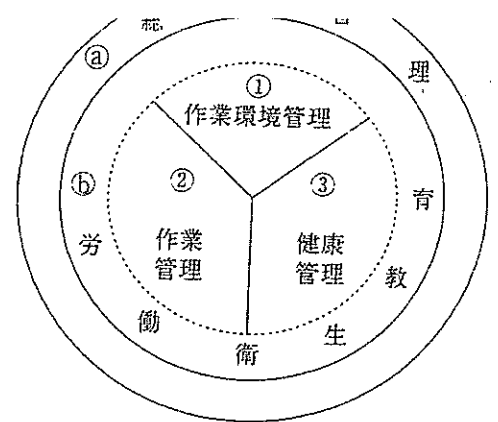 ⓐ
理
① 
作業環境管理
② 
作業
管理
③
健康
管理
ⓑ
労働衛生教育